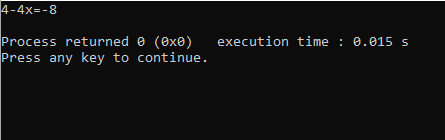 4-4x=-8
Process returned 0 (0x0)   execution time : 0.015 s
Press any key to continue.